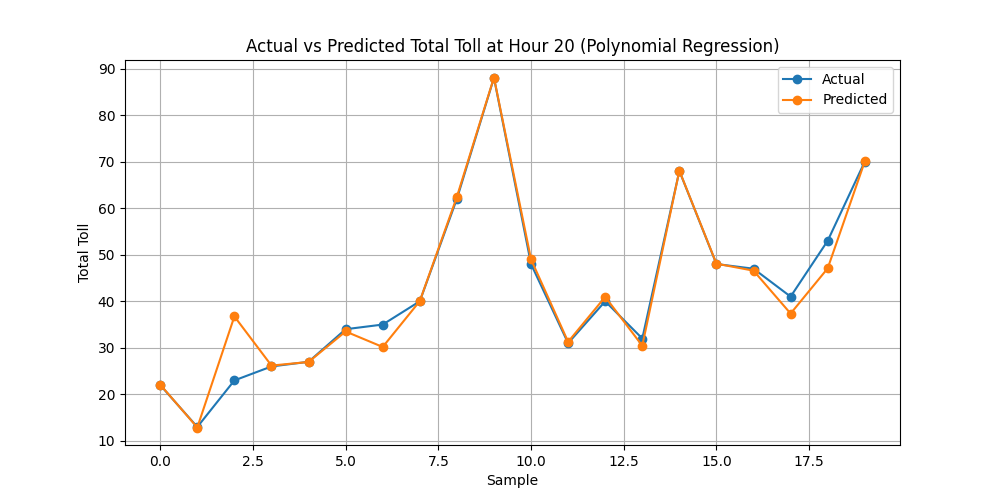 Actual vs Predicted Total Toll at Hour 20 (Polynomial Regression)
Actual
Predicted
Total Toll
90
80
70
60
50
40
30
20
10
0.0 2.5 5.0 7.5 10.0 12.5 15.0 17.5
Sample